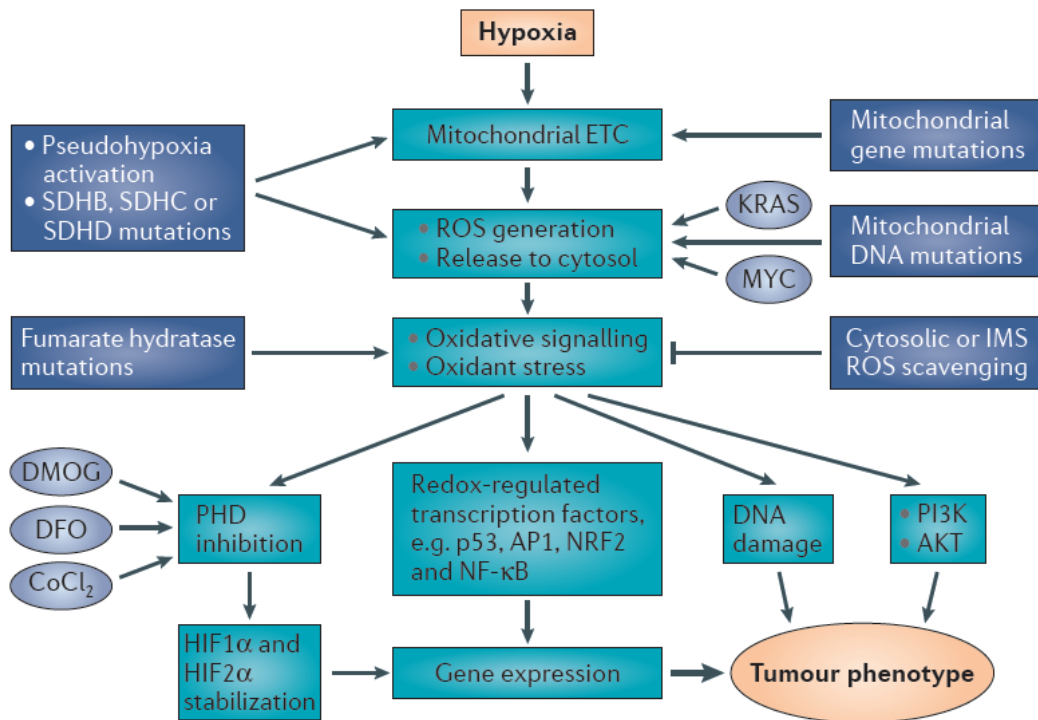 Hypoxia
Mitochondrial ETC
Mitochondrial
gene mutations
• Pseudohypoxia
activation
• SDHB, SDHC or
SDHD mutations
• ROS generation
• Release to cytosol
KRAS
MYC
Mitochondrial
DNA mutations
Fumarate hydratase
mutations
• Oxidative signalling
• Oxidant stress
Cytosolic or IMS
ROS scavenging
DMOG
DFO
CoCl₂
PHD
inhibition
Redox-regulated
transcription factors,
e.g. p53, AP1, NRF2
and NF-κB
DNA
damage
• PI3K
• AKT
HIF1α and
HIF2α
stabilization
Gene expression
Tumour phenotype